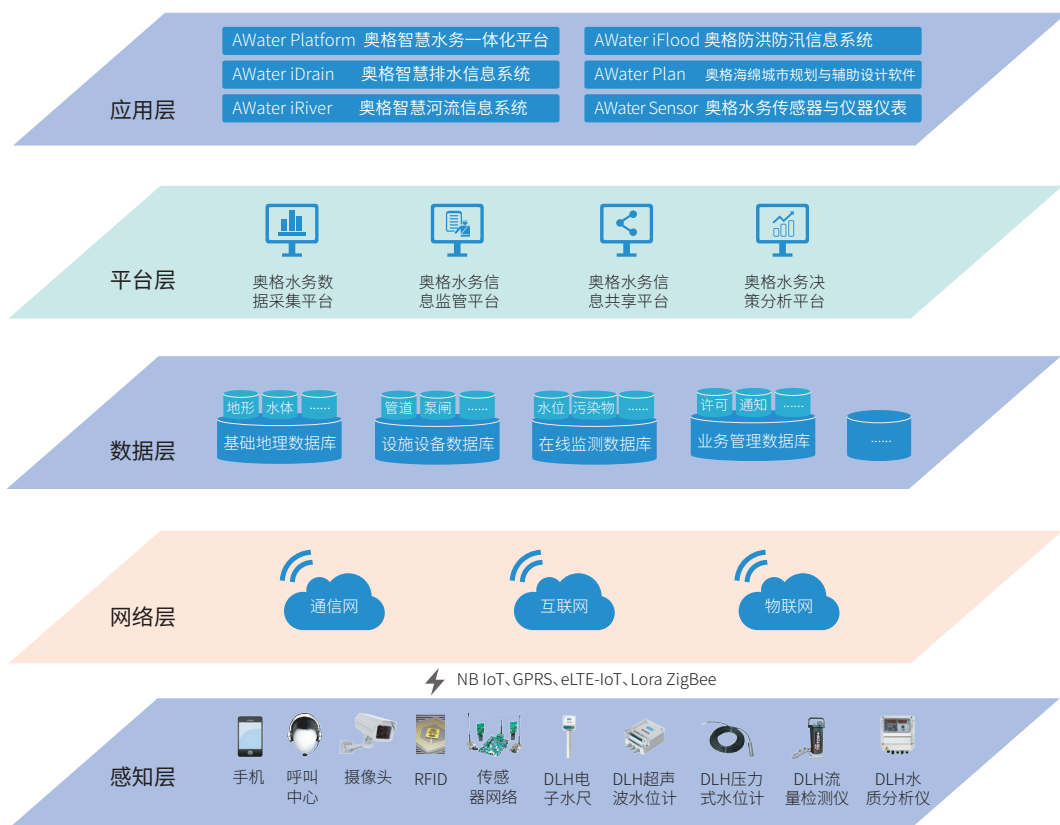 应用层
AWater Platform 奥格智慧水务一体化平台
AWater iFlood 奥格防洪防汛信息系统
AWater iDrain 奥格智慧排水信息系统
AWater Plan 奥格海绵城市规划与辅助设计软件
AWater iRiver 奥格智慧河流信息系统
AWater Sensor 奥格水务传感器与仪器仪表
平台层
奥格水务数
据采集平台
奥格水务信
息监管平台
奥格水务信
息共享平台
奥格水务决
策分析平台
数据层
地形
水体
......
基础地理数据库
管道
泵闸
......
设施设备数据库
水位
污染物
......
在线监测数据库
许可
通知
......
业务管理数据库
......
网络层
通信网
互联网
物联网
NB IoT、GPRS、eLTE-IoT、Lora ZigBee
感知层
手机
呼叫
中心
摄像头
RFID
传感
器网络
DLH电
子水尺
DLH超声
波水位计
DLH压力
式水位计
DLH流
量检测仪
DLH水
质分析仪